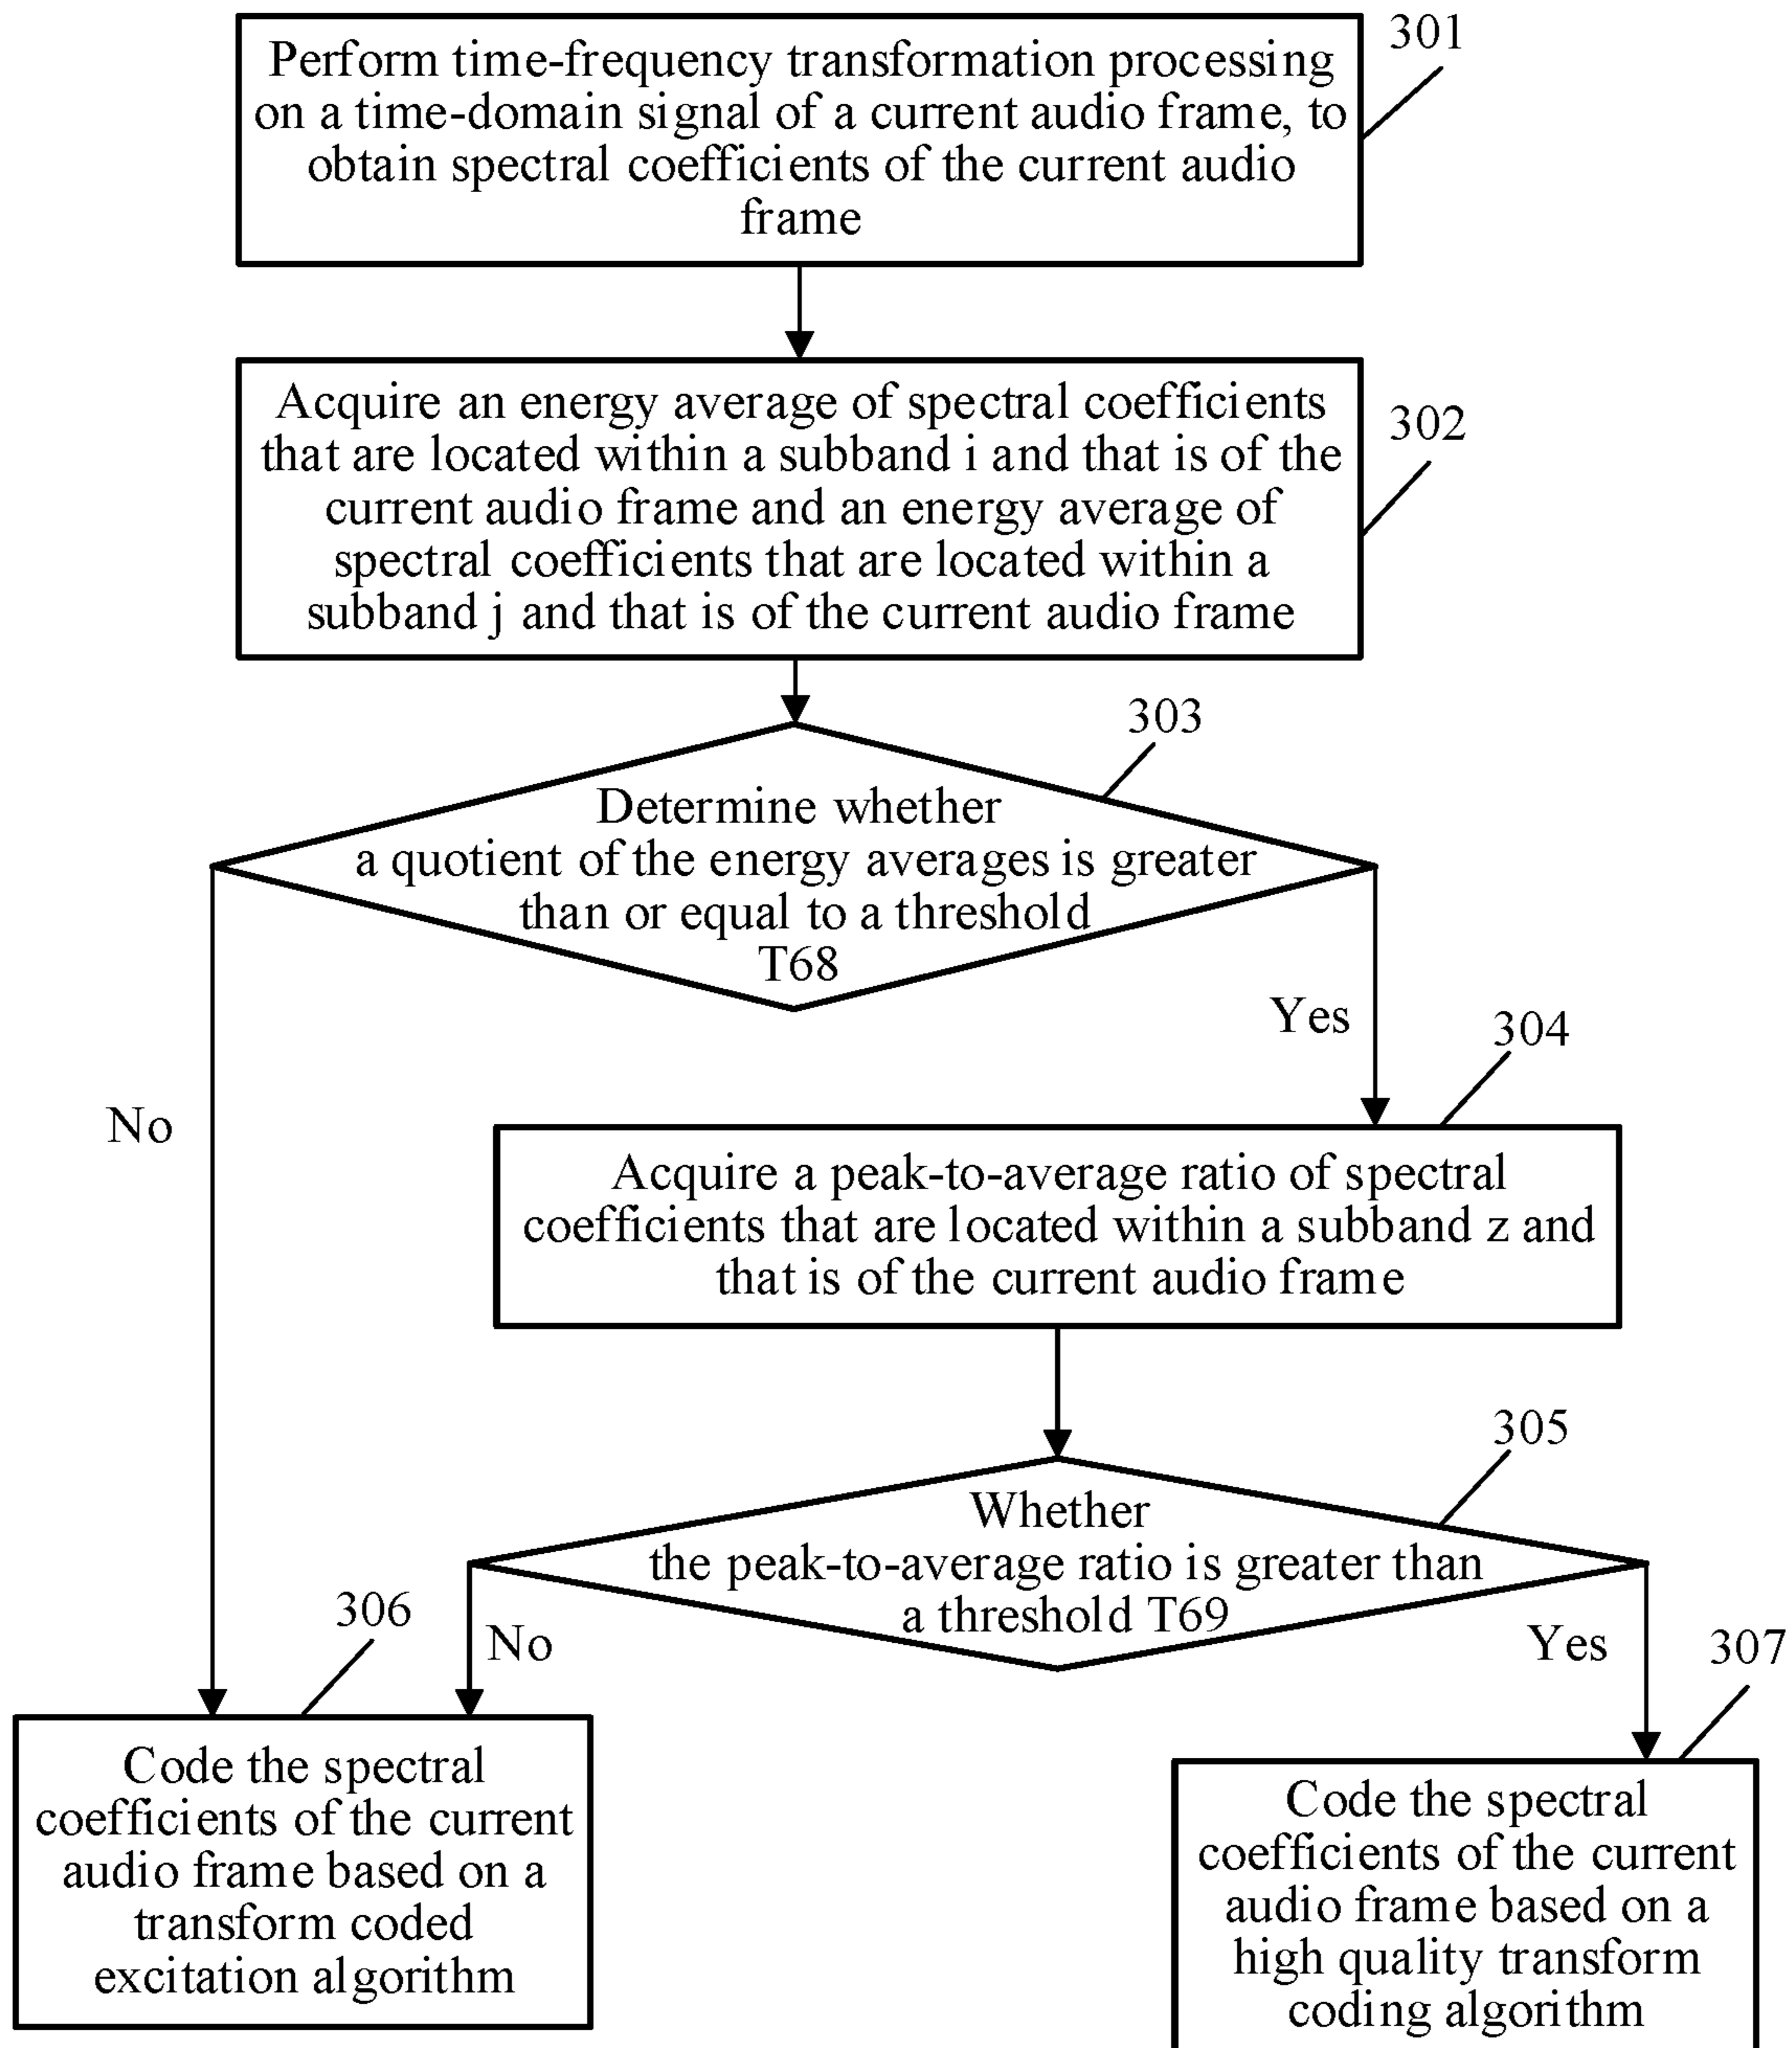 Perform time-frequency transformation processing
on a time-domain signal of a current audio frame, to
obtain spectral coefficients of the current audio
frame
301
Acquire an energy average of spectral coefficients
that are located within a subband i and that is of the
current audio frame and an energy average of
spectral coefficients that are located within a
subband j and that is of the current audio frame
302
303
Determine whether
a quotient of the energy averages is greater
than or equal to a threshold
T68
Yes
No
304
Acquire a peak-to-average ratio of spectral
coefficients that are located within a subband z and
that is of the current audio frame
305
Whether
the peak-to-average ratio is greater than
a threshold T69
No
Yes
306
Code the spectral
coefficients of the current
audio frame based on a
transform coded
excitation algorithm
307
Code the spectral
coefficients of the current
audio frame based on a
high quality transform
coding algorithm